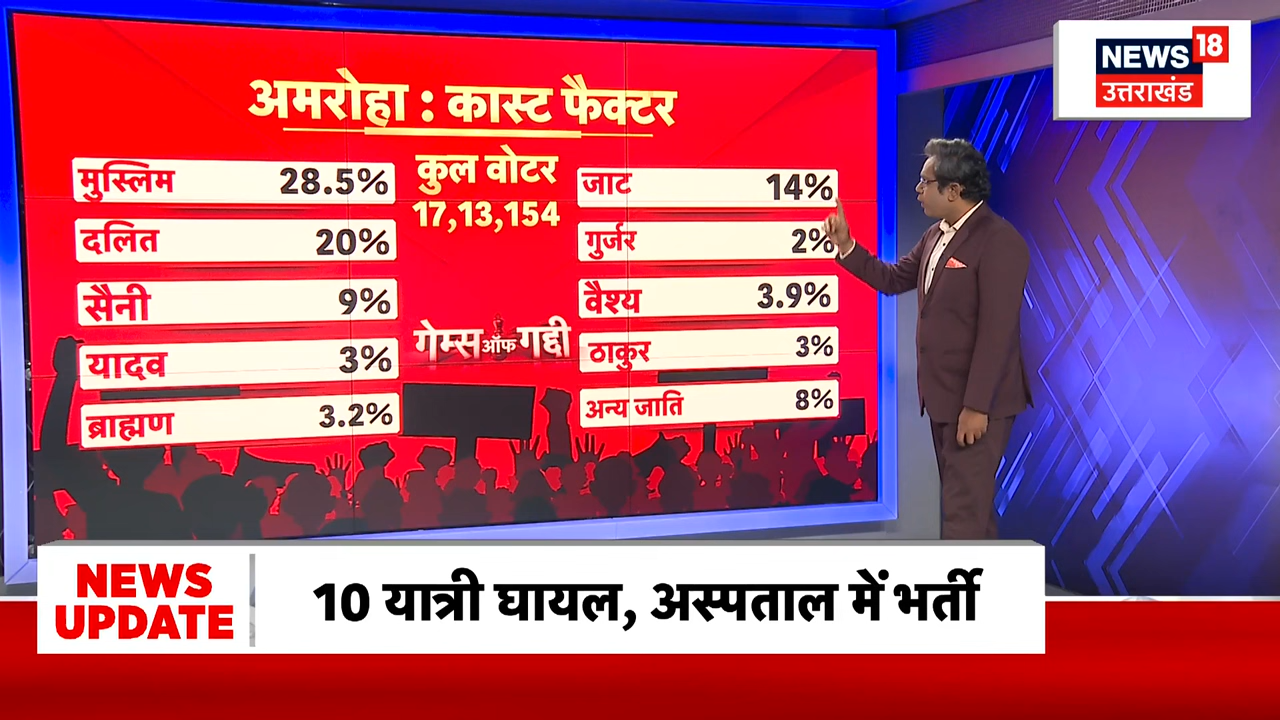 अमरोहा : कास्ट फैक्टर
मुस्लिम 28.5%
दलित 20%
सैनी 9%
यादव 3%
ब्राह्मण 3.2%
कुल वोटर
17,13,154
गेम्स ऑफ गद्दी
जाट 14%
गुर्जर 2%
वैश्य 3.9%
ठाकुर 3%
अन्य जाति 8%
NEWS 18
उत्तराखंड
NEWS
UPDATE
10 यात्री घायल, अस्पताल में भर्ती